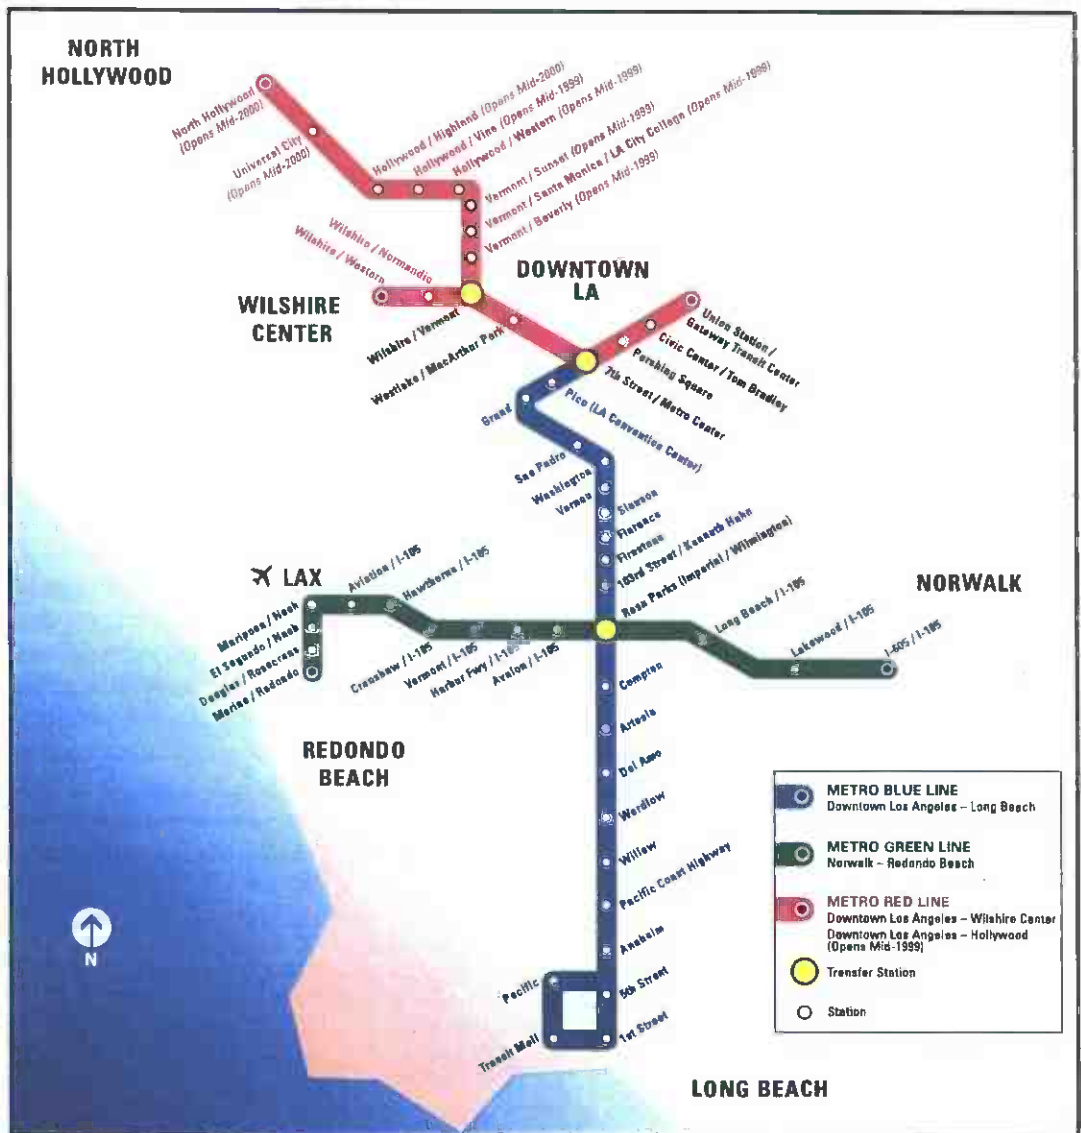 NORTH
HOLLYWOOD
North Hollywood
(Opens Mid-2000)
Universal City
(Opens Mid-2000)
Hollywood / Highland (Opens Mid-2000)
Hollywood / Vine (Opens Mid-1999)
Hollywood / Western (Opens Mid-1999)
Vermont / Sunset (Opens Mid-1999)
Vermont / Santa Monica / LA City College (Opens Mid-1999)
Vermont / Beverly (Opens Mid-1999)
Wilshire / Normandie
Wilshire / Western
WILSHIRE
CENTER
Wilshire / Vermont
Westlake / MacArthur Park
DOWNTOWN
LA
Union Station /
Gateway Transit Center
Civic Center / Tom Bradley
Pershing Square
7th Street / Metro Center
Pico (LA Convention Center)
Grand
San Pedro
Washington
Vernon
Slauson
Florence
Firestone
103rd Street / Kenneth Hahn
Rosa Parks (Imperial / Wilmington)
LAX
Aviation / I-105
Hawthorne / I-105
Mariposa / Nash
El Segundo / Nash
Douglas / Rosecrans
Marine / Redondo
Crenshaw / I-105
Vermont / I-105
Harbor Fwy / I-105
Avalon / I-105
Long Beach / I-105
Lakewood / I-105
I-605 / I-105
NORWALK
REDONDO
BEACH
Compton
Artesia
Del Amo
Wardlow
Willow
Pacific Coast Highway
Anaheim
5th Street
1st Street
Pacific
Transit Mall
LONG BEACH
N
METRO BLUE LINE
Downtown Los Angeles – Long Beach
METRO GREEN LINE
Norwalk – Redondo Beach
METRO RED LINE
Downtown Los Angeles – Wilshire Center
Downtown Los Angeles – Hollywood
(Opens Mid-1999)
Transfer Station
Station